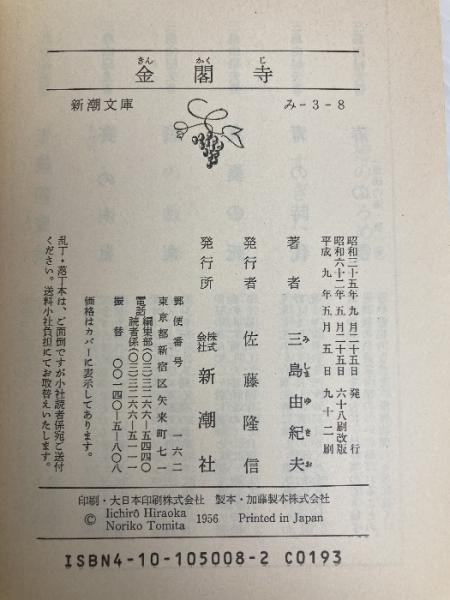 きん かく じ
金閣寺
新潮文庫
み-3-8
昭和三十五年九月二十五日 発行
昭和六十二年五月二十五日 六十八刷改版
平成九年五月五日 九十二刷
著者 三島由紀夫
み しま ゆ き お
発行者 佐藤隆信
発行所 株式会社 新潮社
郵便番号 一六二
東京都新宿区矢来町七一
電話 編集部(〇三)三二六六-五四四〇
読者係(〇三)三二六六-五一一一
振替 〇〇一四〇-五-八〇八
価格はカバーに表示してあります。
乱丁・落丁本は、ご面倒ですが小社読者係宛ご送付
ください。送料小社負担にてお取替えいたします。
印刷・大日本印刷株式会社 製本・加藤製本株式会社
© Iichirō Hiraoka 1956 Printed in Japan
Noriko Tomita
ISBN4-10-105008-2 C0193